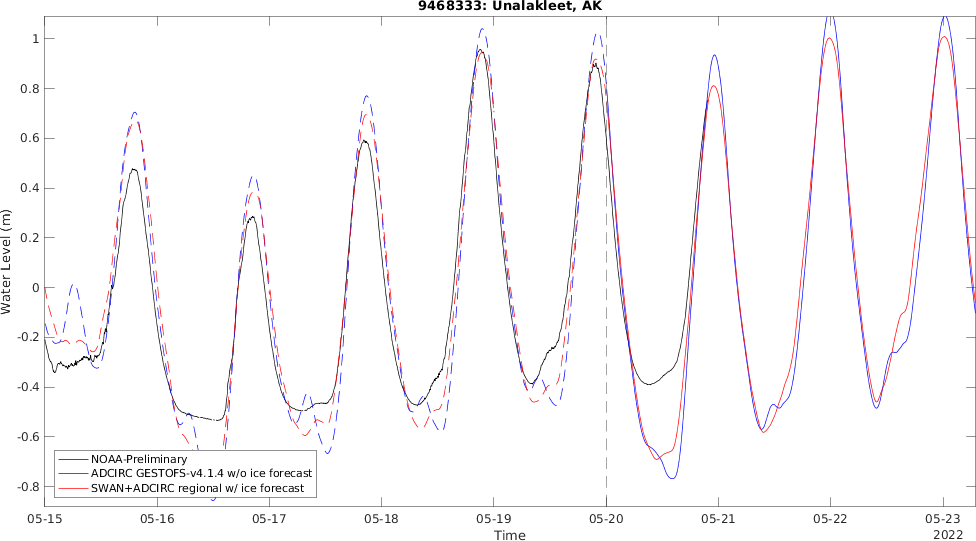 9468333: Unalakleet, AK
Water Level (m)
1
0.8
0.6
0.4
0.2
0
-0.2
-0.4
-0.6
-0.8
NOAA-Preliminary
ADCIRC GESTOFS-v4.1.4 w/o ice forecast
SWAN+ADCIRC regional w/ ice forecast
05-15 05-16 05-17 05-18 05-19 05-20 05-21 05-22 05-23
Time 2022